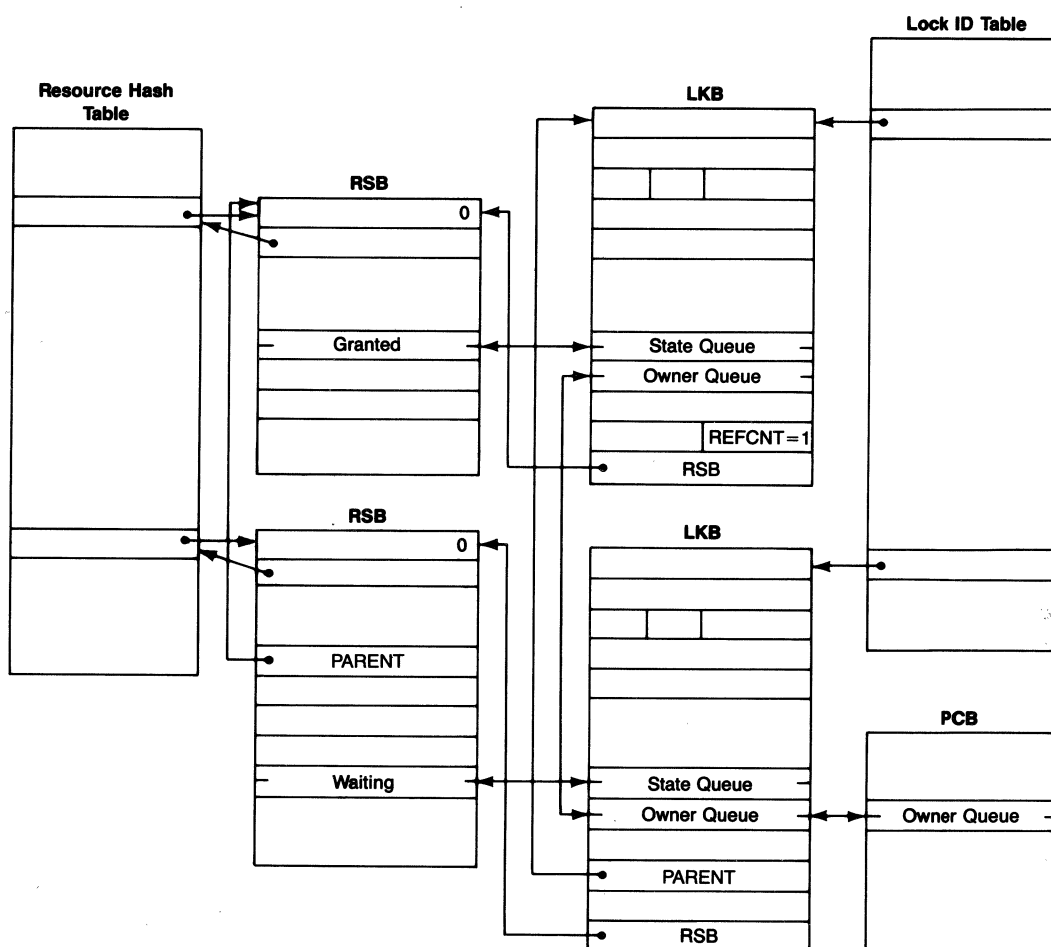 Lock ID Table
Resource Hash
Table
LKB
RSB
0
Granted
State Queue
Owner Queue
REFCNT=1
RSB
RSB
0
LKB
PARENT
PCB
Waiting
State Queue
Owner Queue
Owner Queue
PARENT
RSB